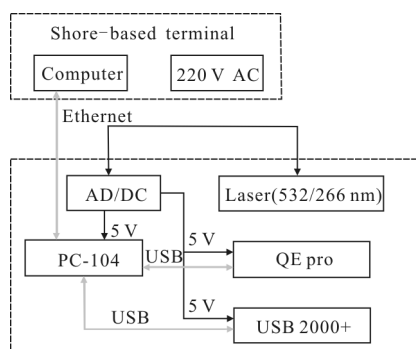 Shore-based terminal
Computer
220 V AC
Ethernet
AD/DC
Laser(532/266 nm)
5 V
5 V
PC-104
USB
QE pro
5 V
USB
USB 2000+